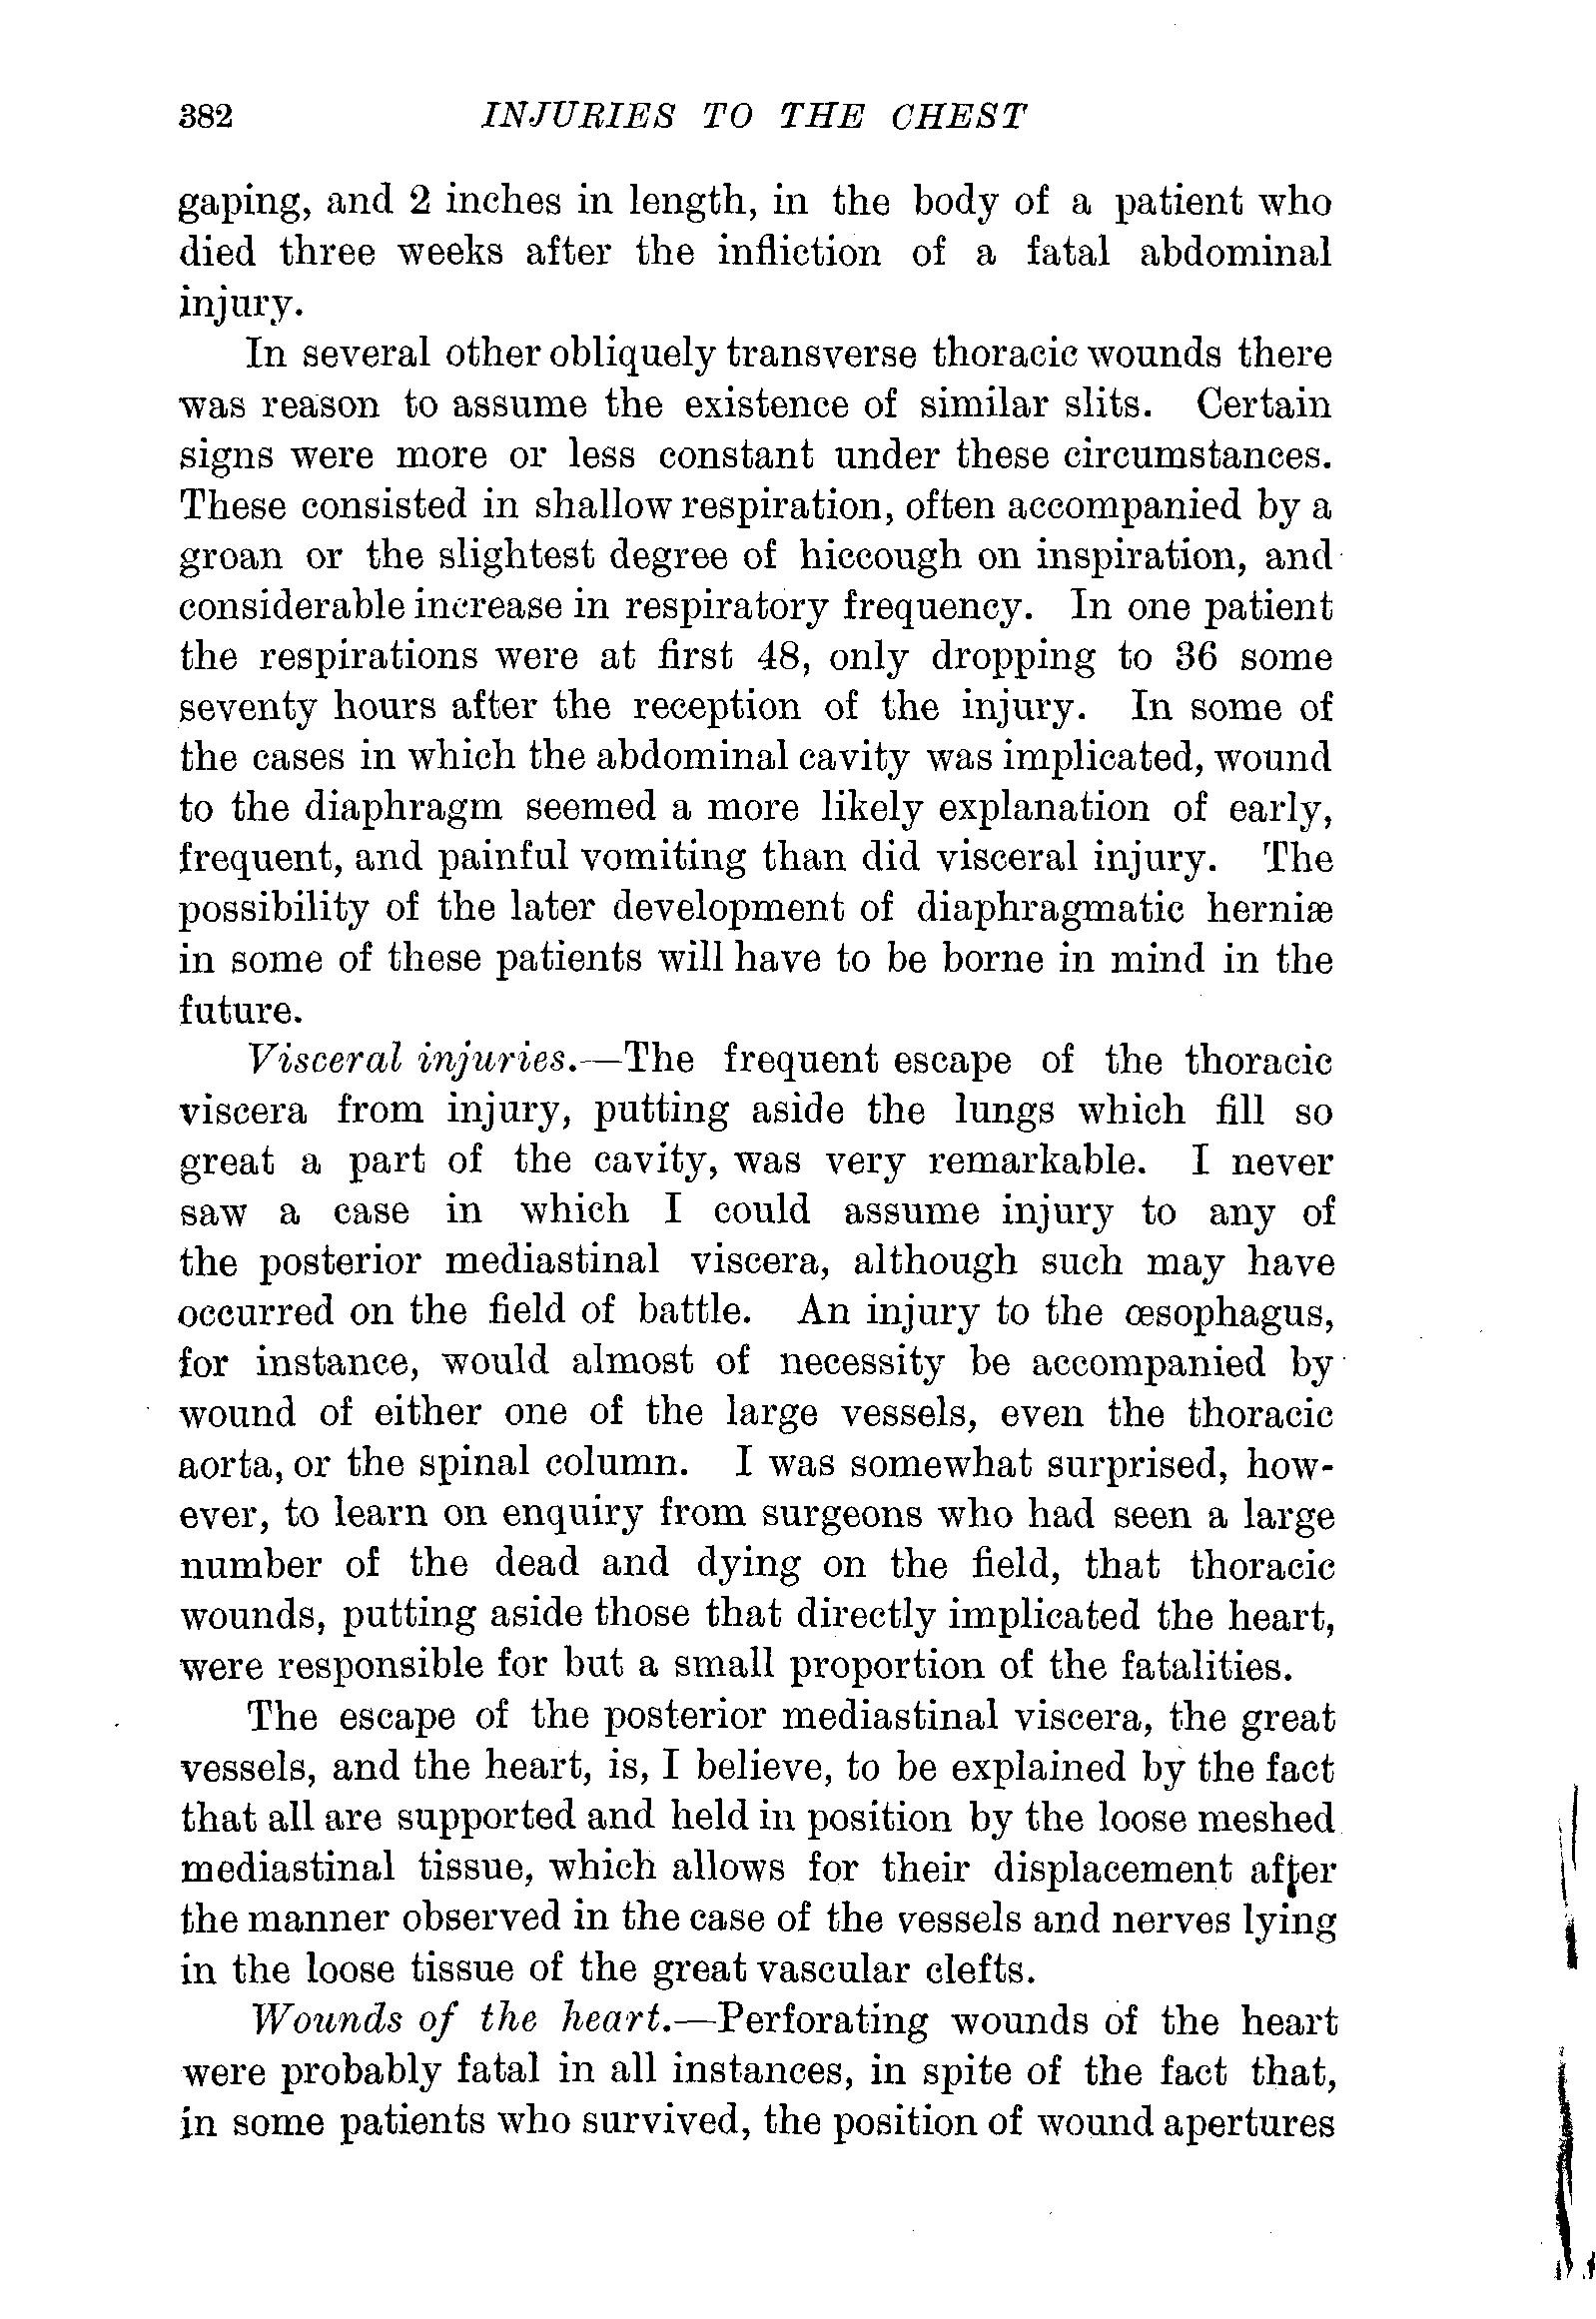 382 INJURIES TO THE CHEST
gaping, and 2 inches in length, in the body of a patient who
died three weeks after the infliction of a fatal abdominal
injury.
In several other obliquely transverse thoracic wounds there
was reason to assume the existence of similar slits. Certain
signs were more or less constant under these circumstances.
These consisted in shallow respiration, often accompanied by a
groan or the slightest degree of hiccough on inspiration, and
considerable increase in respiratory frequency. In one patient
the respirations were at first 48, only dropping to 36 some
seventy hours after the reception of the injury. In some of
the cases in which the abdominal cavity was implicated, wound
to the diaphragm seemed a more likely explanation of early,
frequent, and painful vomiting than did visceral injury. The
possibility of the later development of diaphragmatic herniæ
in some of these patients will have to be borne in mind in the
future.
Visceral injuries.—The frequent escape of the thoracic
viscera from injury, putting aside the lungs which fill so
great a part of the cavity, was very remarkable. I never
saw a case in which I could assume injury to any of
the posterior mediastinal viscera, although such may have
occurred on the field of battle. An injury to the œsophagus,
for instance, would almost of necessity be accompanied by
wound of either one of the large vessels, even the thoracic
aorta, or the spinal column. I was somewhat surprised, how-
ever, to learn on enquiry from surgeons who had seen a large
number of the dead and dying on the field, that thoracic
wounds, putting aside those that directly implicated the heart,
were responsible for but a small proportion of the fatalities.
The escape of the posterior mediastinal viscera, the great
vessels, and the heart, is, I believe, to be explained by the fact
that all are supported and held in position by the loose meshed
mediastinal tissue, which allows for their displacement after
the manner observed in the case of the vessels and nerves lying
in the loose tissue of the great vascular clefts.
Wounds of the heart.—Perforating wounds of the heart
were probably fatal in all instances, in spite of the fact that,
in some patients who survived, the position of wound apertures